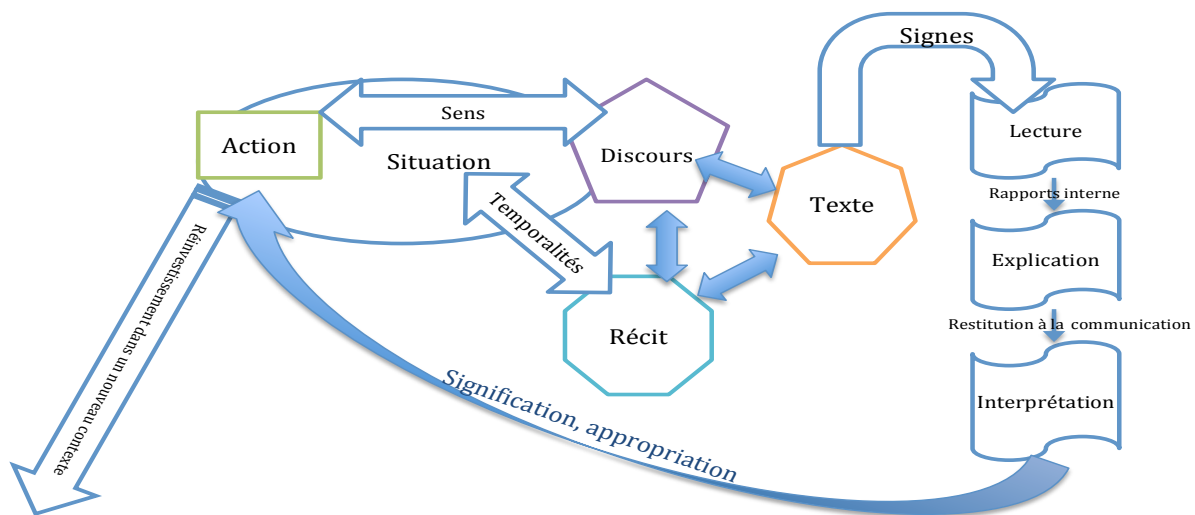 Signes
Sens
Action
Situation
Discours
Lecture
Texte
Rapports interne
Temporalités
Explication
Réinvestissement dans un nouveau contexte
Récit
Restitution à la communication
Signification, appropriation
Interprétation